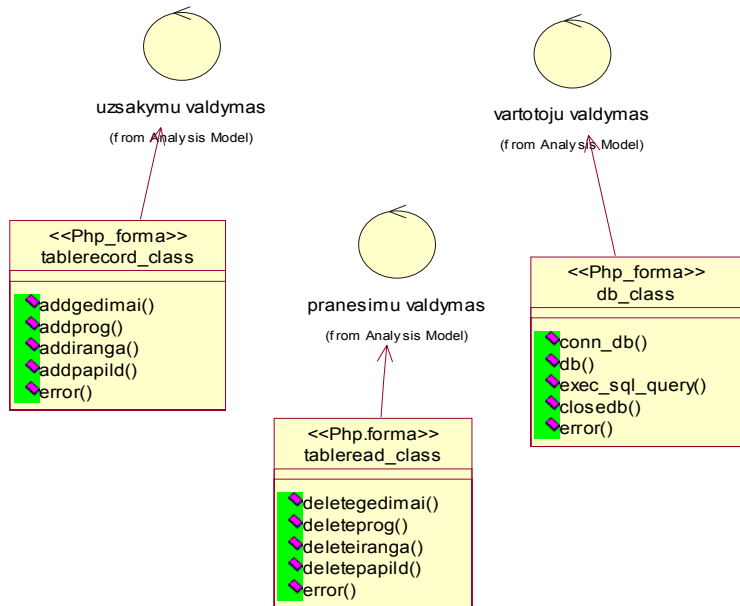 uzsakymu valdymas
(from Analysis Model)
vartotoju valdymas
(from Analysis Model)
<<Php_forma>>
tablerecord_class
addgedimai()
addprog()
addiranga()
addpapild()
error()
pranesimu valdymas
(from Analysis Model)
<<Php_forma>>
db_class
conn_db()
db()
exec_sql_query()
closedb()
error()
<<Php.forma>>
tableread_class
deletegedimai()
deleteprog()
deleteiranga()
deletepapild()
error()